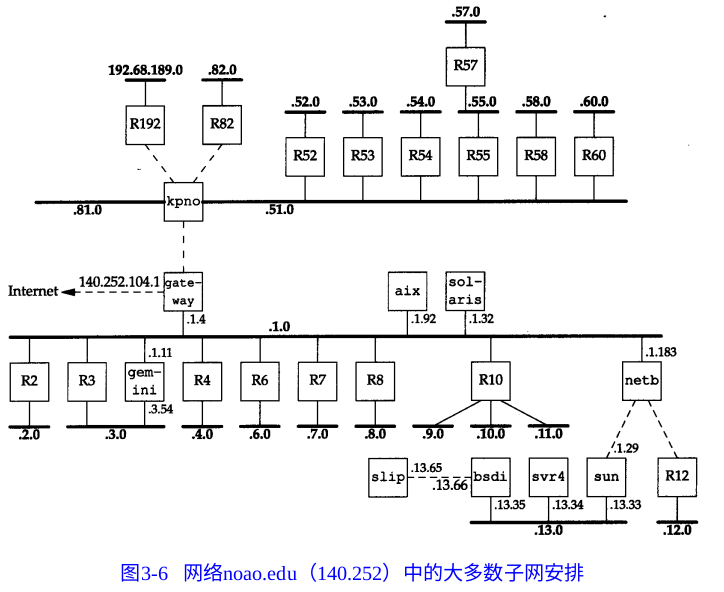 .57.0
R57
192.68.189.0 .82.0
.52.0 .53.0 .54.0 .55.0 .58.0 .60.0
R192 R82
R52 R53 R54 R55 R58 R60
kpno
.81.0 .51.0
Internet 140.252.104.1
gate-
way
aix
sol-
aris
.1.4 .1.0 .1.92 .1.32
.1.11 .1.183
R2 R3 gem-
ini
R4 R6 R7 R8 R10 netb
.3.54
.2.0 .3.0 .4.0 .6.0 .7.0 .8.0 .9.0 .10.0 .11.0
.1.29
slip .13.65 bsdi svr4 sun R12
.13.66
.13.35 .13.34 .13.33
.13.0 .12.0
图3-6 网络noao.edu（140.252）中的大多数子网安排